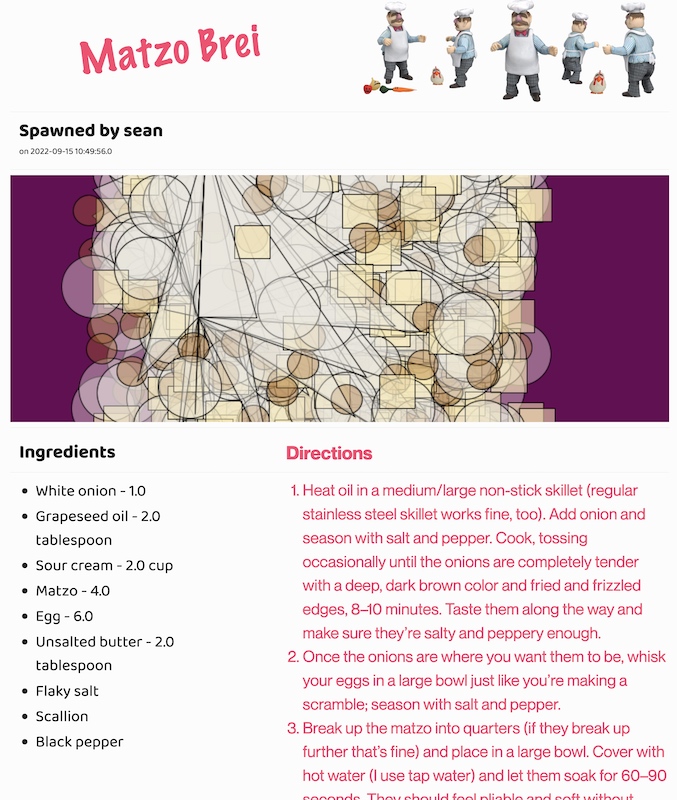 Matzo Brei
Spawned by sean
on 2022-09-15 10:49:56.0
Ingredients
White onion - 1.0
Grapeseed oil - 2.0
tablespoon
Sour cream - 2.0 cup
Matzo - 4.0
Egg - 6.0
Unsalted butter - 2.0
tablespoon
Flaky salt
Scallion
Black pepper
Directions
1. Heat oil in a medium/large non-stick skillet (regular
stainless steel skillet works fine, too). Add onion and
season with salt and pepper. Cook, tossing
occasionally until the onions are completely tender
with a deep, dark brown color and fried and frizzled
edges, 8–10 minutes. Taste them along the way and
make sure they're salty and peppery enough.
2. Once the onions are where you want them to be, whisk
your eggs in a large bowl just like you're making a
scramble; season with salt and pepper.
3. Break up the matzo into quarters (if they break up
further that's fine) and place in a large bowl. Cover with
hot water (I use tap water) and let them soak for 60–90
seconds. They should feel pliable and soft without